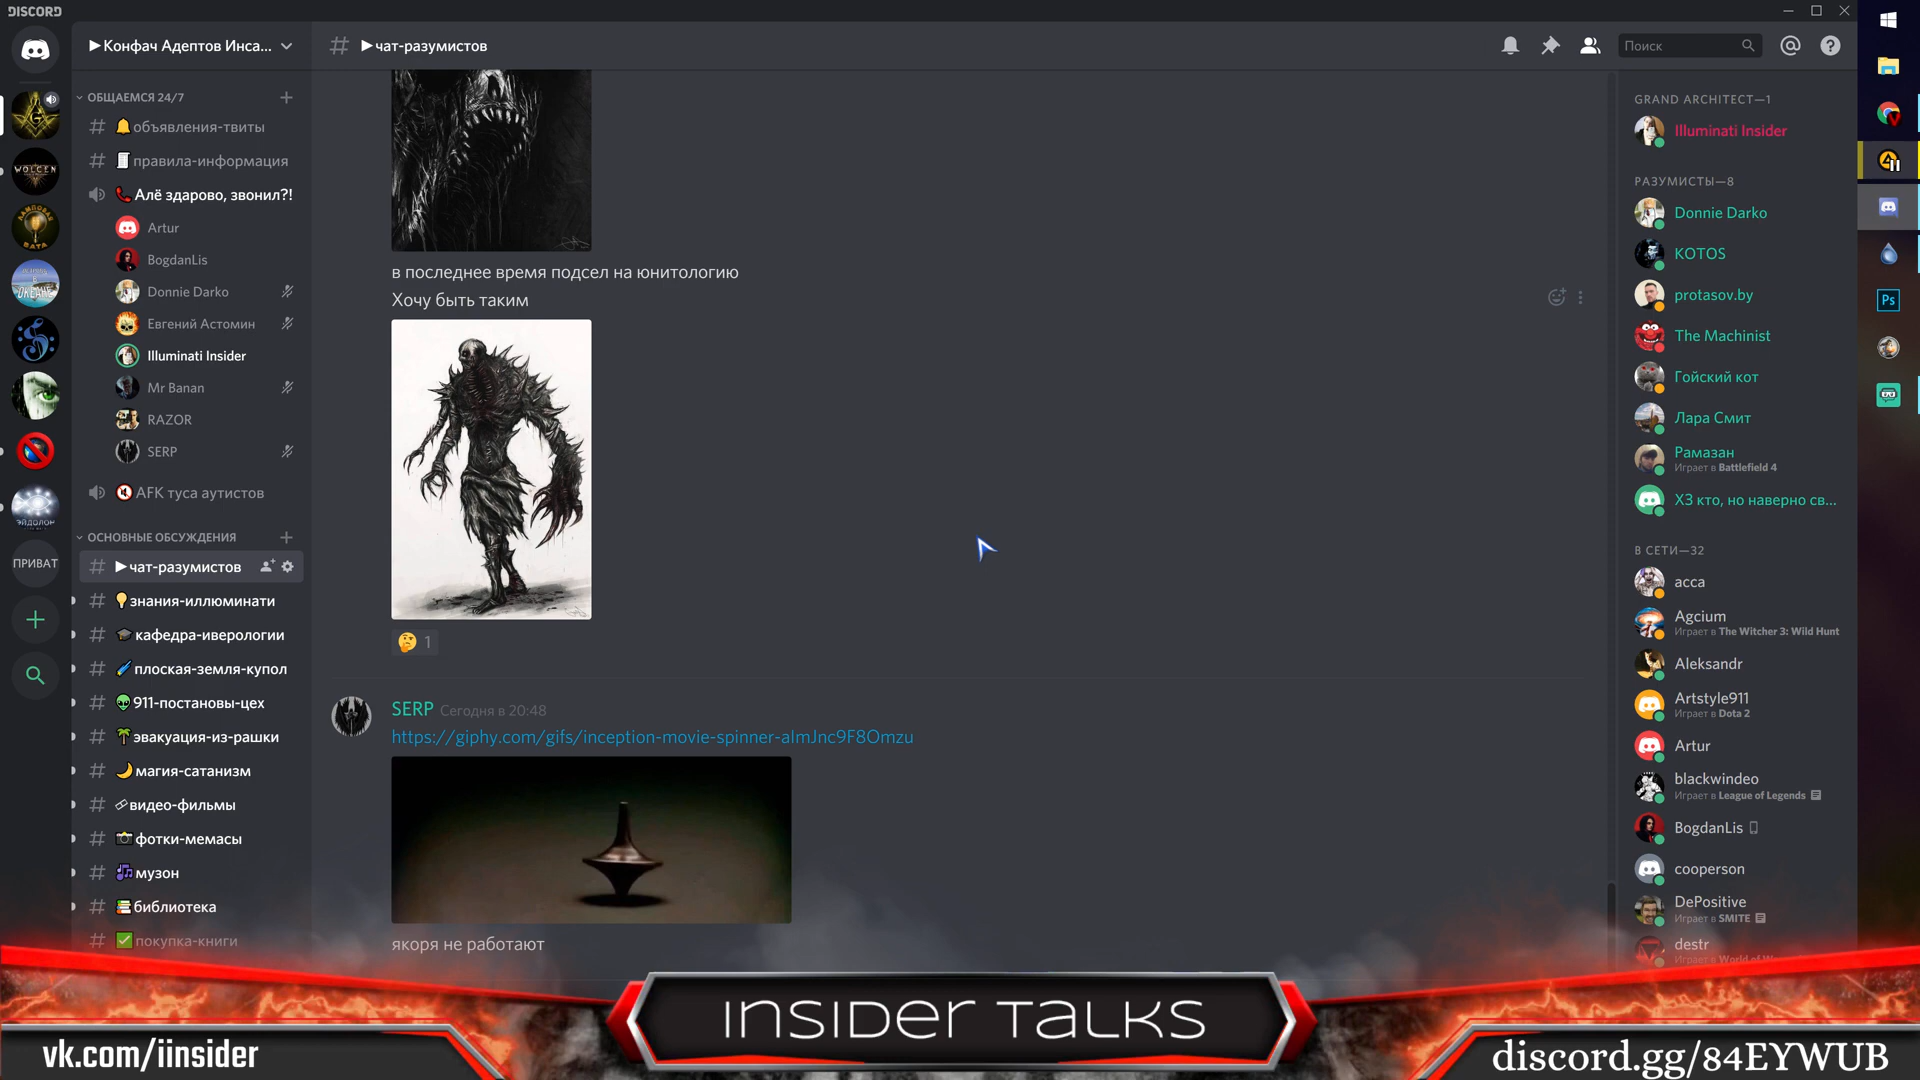 DISCORD
▶Конфач Адептов Инса...
ОБЩАЕМСЯ 24/7
🔔объявления-твиты
правила-информация
Алё здарово, звонил?!
Artur
BogdanLis
Donnie Darko
Евгений Астомин
Illuminati Insider
Mr Banan
RAZOR
SERP
AFK туса аутистов
ОСНОВНЫЕ ОБСУЖДЕНИЯ
▶чат-разумистов
знания-иллюминати
кафедра-иверологии
плоская-земля-купол
911-постановы-цех
эвакуация-из-рашки
магия-сатанизм
видео-фильмы
фотки-мемасы
музон
библиотека
покупка-книги
WOLCEN
ЭЙДОЛОН
ПРИВАТ
# ▶чат-разумистов
Поиск
в последнее время подсел на юнитологию
Хочу быть таким
🤔 1
SERP Сегодня в 20:48
https://giphy.com/gifs/inception-movie-spinner-aImJnc9F8Omzu
якоря не работают
GRAND ARCHITECT—1
Illuminati Insider
РАЗУМИСТЫ—8
Donnie Darko
KOTOS
protasov.by
The Machinist
Гойский кот
Лара Смит
Рамазан
Играет в Battlefield 4
ХЗ кто, но наверно св...
В СЕТИ—32
acca
Agcium
Играет в The Witcher 3: Wild Hunt
Aleksandr
Artstyle911
Играет в Dota 2
Artur
blackwindeo
Играет в League of Legends
BogdanLis
cooperson
DePositive
Играет в SMITE
destr
Ps
INSIDER TALKS
vk.com/iinsider
discord.gg/84EYWUB